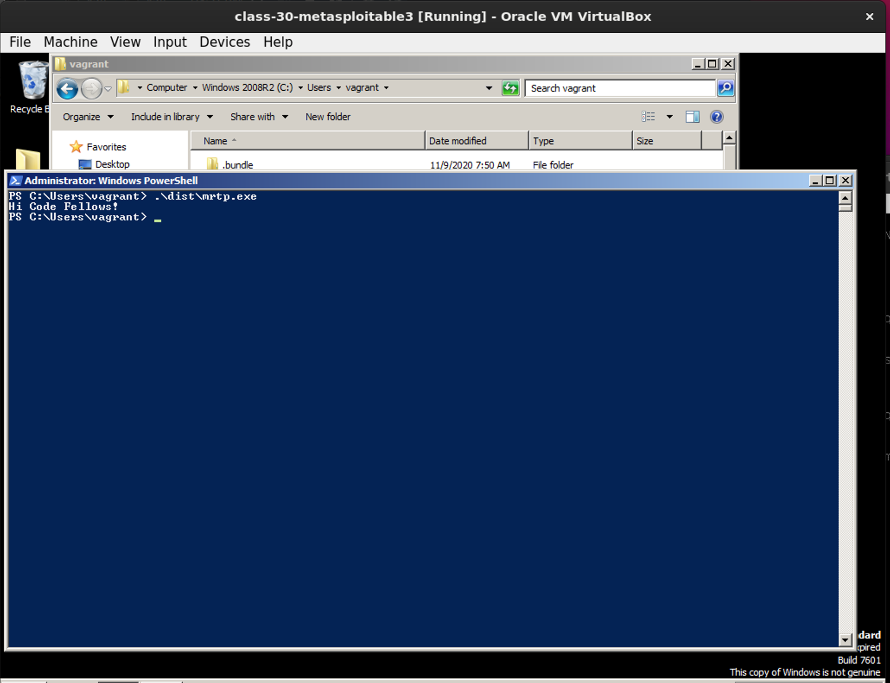 class-30-metasploitable3 [Running] - Oracle VM VirtualBox
File Machine View Input Devices Help
vagrant
Recycle
Computer Windows 2008R2 (C:) Users vagrant
Search vagrant
Organize Include in library Share with New folder
Favorites
Desktop
Name Date modified Type Size
.bundle 11/9/2020 7:50 AM File folder
Administrator: Windows PowerShell
PS C:\Users\vagrant> .\dist\mrtp.exe
Hi Code Fellows!
PS C:\Users\vagrant> _
dard
xpired
Build 7601
This copy of Windows is not genuine